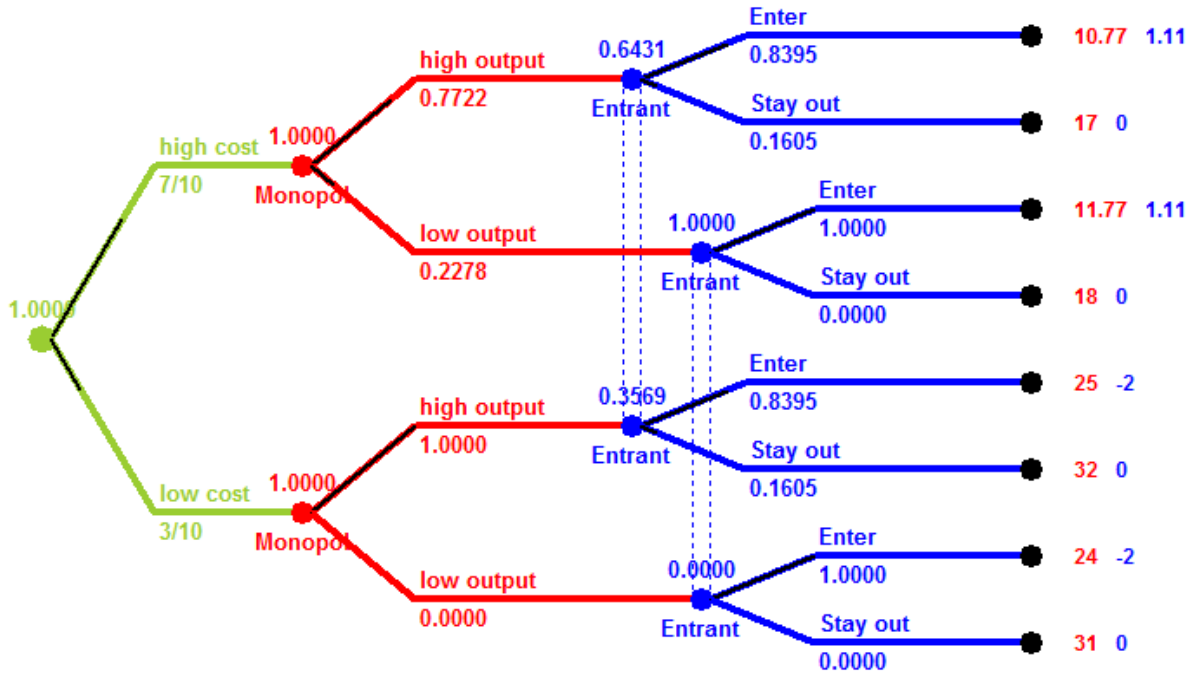 Enter
0.6431
0.8395
10.77 1.11
high output
0.7722
Entrant
Stay out
0.1605
17 0
high cost
7/10
1.0000
Monopol
Enter
1.0000
1.0000
11.77 1.11
low output
0.2278
Entrant
Stay out
0.0000
18 0
1.0000
Enter
0.3569
0.8395
25 -2
high output
1.0000
Entrant
Stay out
0.1605
32 0
low cost
3/10
1.0000
Monopol
Enter
0.0000
1.0000
24 -2
low output
0.0000
Entrant
Stay out
0.0000
31 0